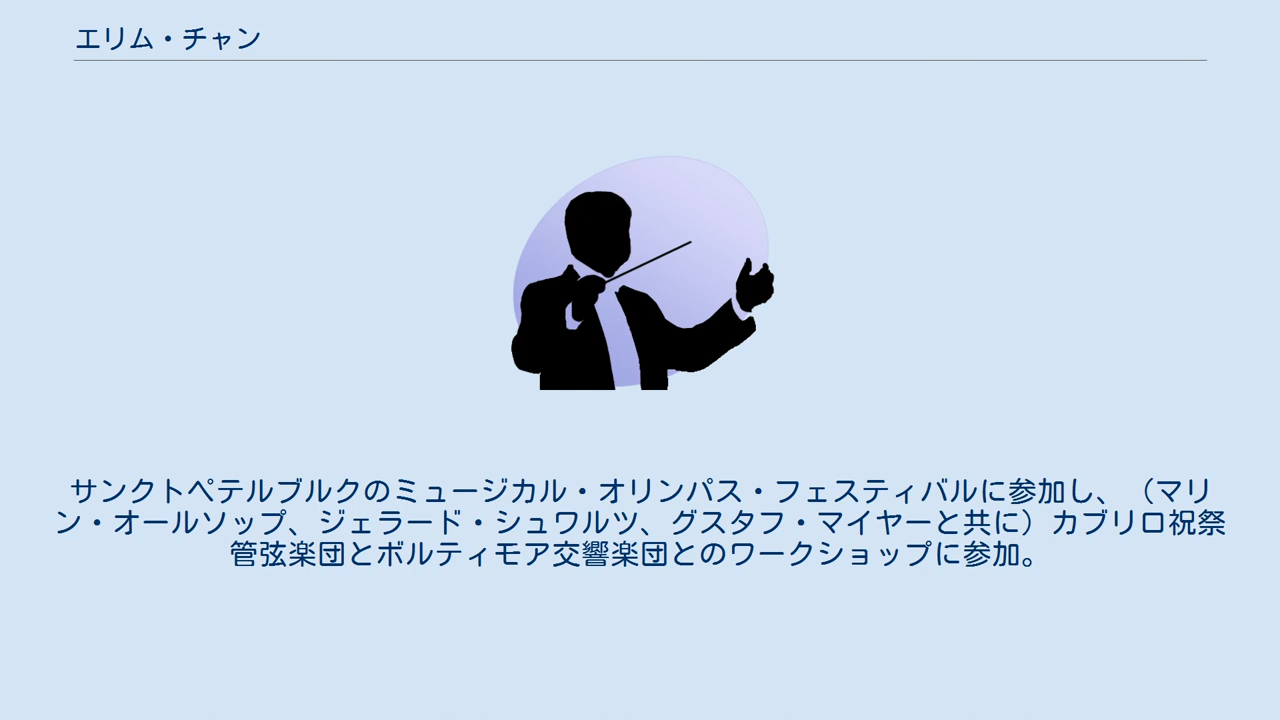 エリム・チャン
サンクトペテルブルクのミュージカル・オリンパス・フェスティバルに参加し、（マリ
ン・オールソップ、ジェラード・シュワルツ、グスタフ・マイヤーと共に）カブリロ祝祭
管弦楽団とボルティモア交響楽団とのワークショップに参加。